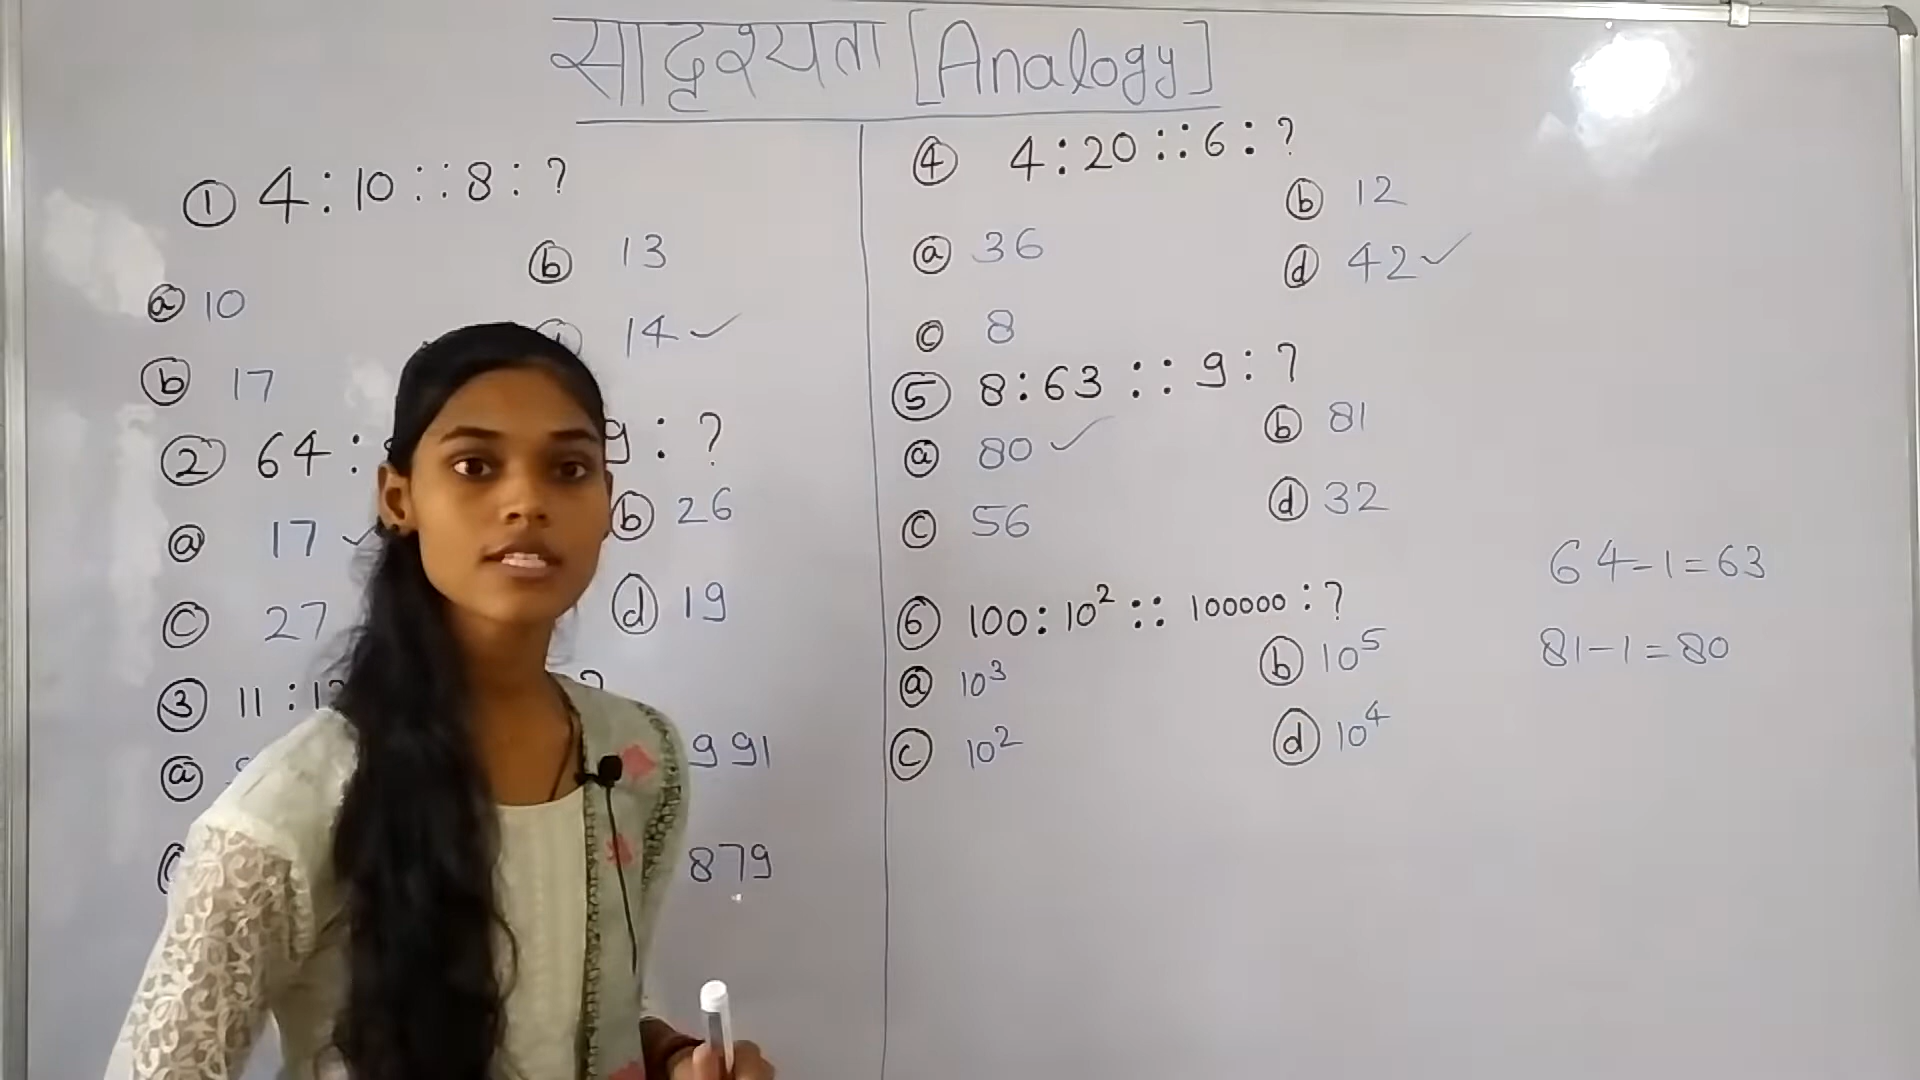 सादृश्यता [Analogy]
① 4 : 10 :: 8 : ?
ⓑ 13
ⓐ 10
14 ✓
ⓑ 17
② 64 : 9 : ?
ⓐ 17 ✓
ⓑ 26
ⓒ 27
ⓓ 19
③ 11 : ?
ⓐ
991
879
④ 4 : 20 :: 6 : ?
ⓑ 12
ⓐ 36
ⓓ 42 ✓
ⓒ 8
⑤ 8 : 63 :: 9 : ?
ⓐ 80 ✓
ⓑ 81
ⓒ 56
ⓓ 32
⑥ 100 : 10² :: 100000 : ?
ⓐ 10³
ⓑ 10⁵
ⓒ 10²
ⓓ 10⁴
64-1=63
81-1=80